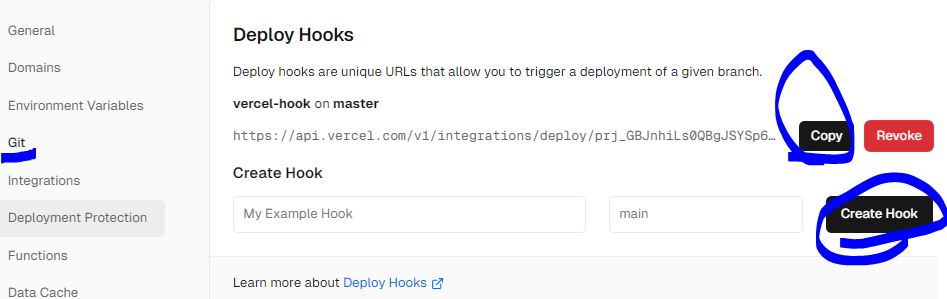 General
Domains
Environment Variables
Git
Integrations
Deployment Protection
Functions
Data Cache
Deploy Hooks
Deploy hooks are unique URLs that allow you to trigger a deployment of a given branch.
vercel-hook on master
https://api.vercel.com/v1/integrations/deploy/prj_GBJnhiLs0QBgJSYSp6…
Copy
Revoke
Create Hook
My Example Hook
main
Create Hook
Learn more about Deploy Hooks